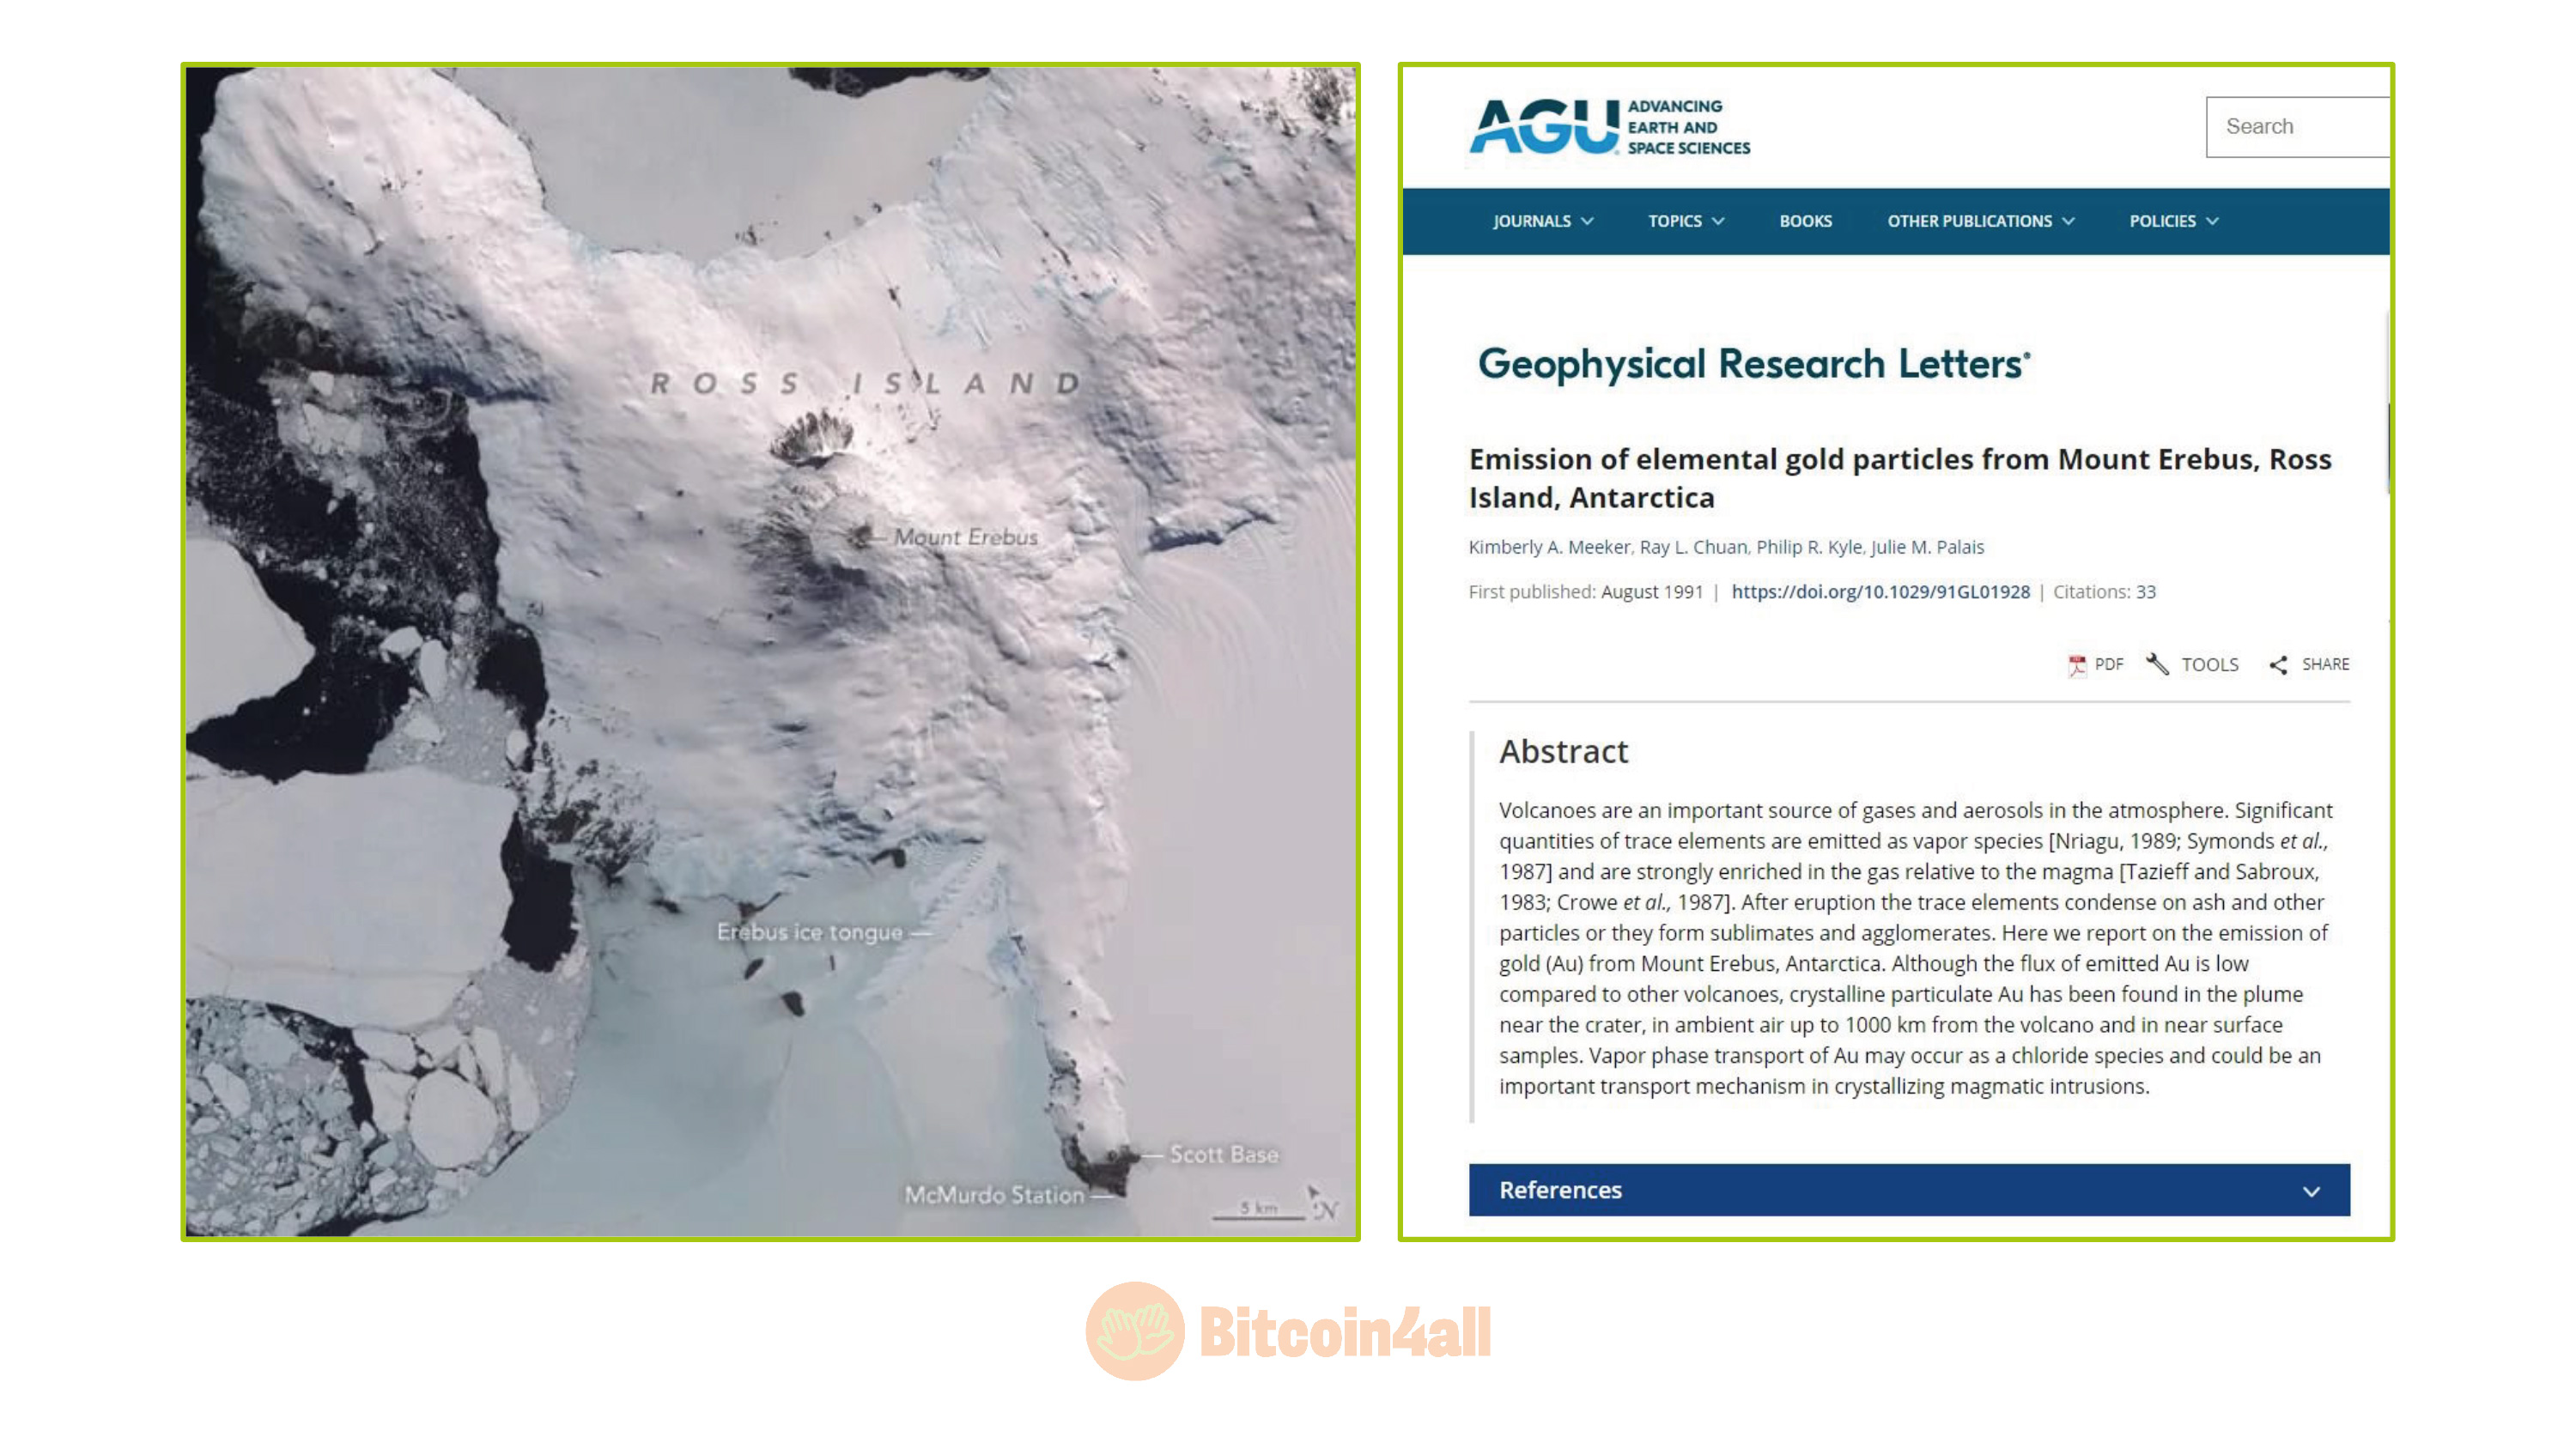 ROSS ISLAND
Mount Erebus
Erebus ice tongue
Scott Base
McMurdo Station
5 km
N
AGU ADVANCING
EARTH AND
SPACE SCIENCES
Search
JOURNALS TOPICS BOOKS OTHER PUBLICATIONS POLICIES
Geophysical Research Letters®
Emission of elemental gold particles from Mount Erebus, Ross
Island, Antarctica
Kimberly A. Meeker, Ray L. Chuan, Philip R. Kyle, Julie M. Palais
First published: August 1991 | https://doi.org/10.1029/91GL01928 | Citations: 33
PDF TOOLS SHARE
Abstract
Volcanoes are an important source of gases and aerosols in the atmosphere. Significant
quantities of trace elements are emitted as vapor species [Nriagu, 1989; Symonds et al.,
1987] and are strongly enriched in the gas relative to the magma [Tazieff and Sabroux,
1983; Crowe et al., 1987]. After eruption the trace elements condense on ash and other
particles or they form sublimates and agglomerates. Here we report on the emission of
gold (Au) from Mount Erebus, Antarctica. Although the flux of emitted Au is low
compared to other volcanoes, crystalline particulate Au has been found in the plume
near the crater, in ambient air up to 1000 km from the volcano and in near surface
samples. Vapor phase transport of Au may occur as a chloride species and could be an
important transport mechanism in crystallizing magmatic intrusions.
References
Bitcoin4all